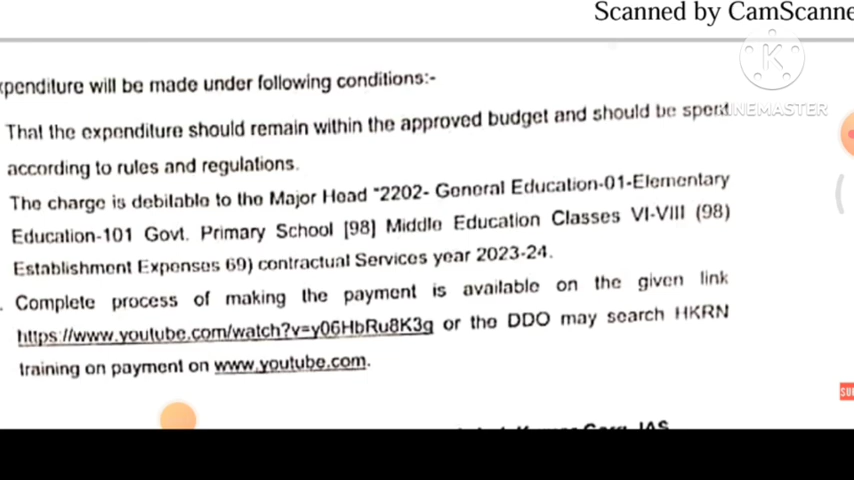 Scanned by CamScanne
KINEMASTER
xpenditure will be made under following conditions:-
That the expenditure should remain within the approved budget and should be spent
according to rules and regulations.
The charge is debitable to the Major Head "2202- General Education-01-Elementary
Education-101 Govt. Primary School [98] Middle Education Classes VI-VIII (98)
Establishment Expenses 69) contractual Services year 2023-24.
Complete process of making the payment is available on the given link
https://www.youtube.com/watch?v=y06HbRu8K3g or the DDO may search HKRN
training on payment on www.youtube.com.
IAS